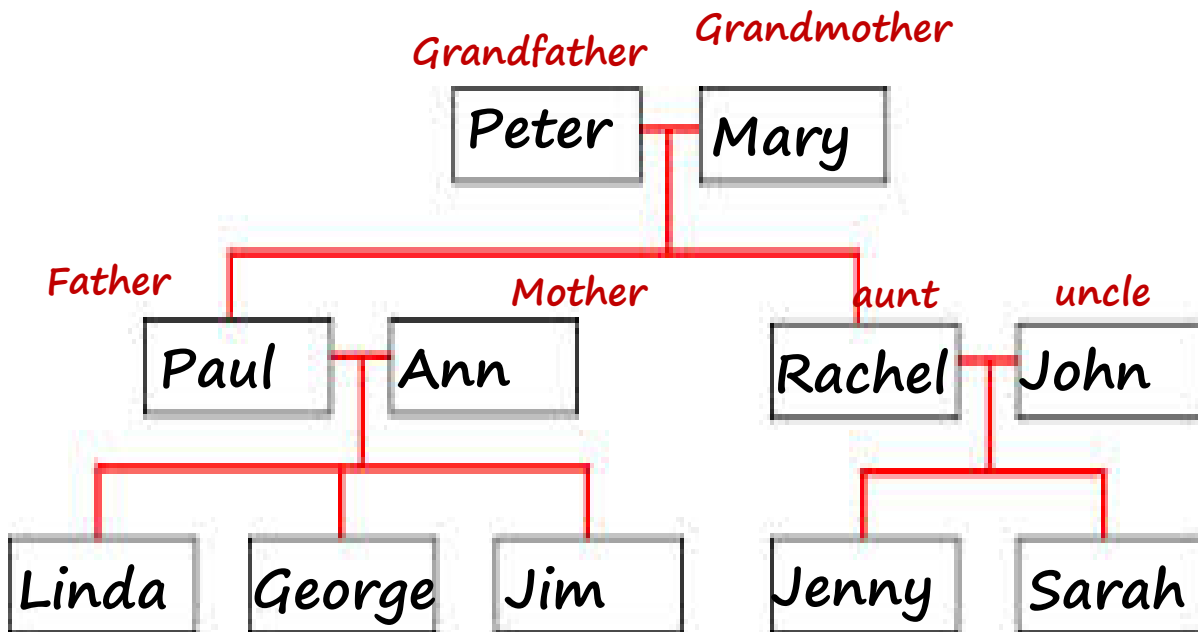 Grandfather Grandmother
Peter Mary
Father Mother aunt uncle
Paul Ann Rachel John
Linda George Jim Jenny Sarah